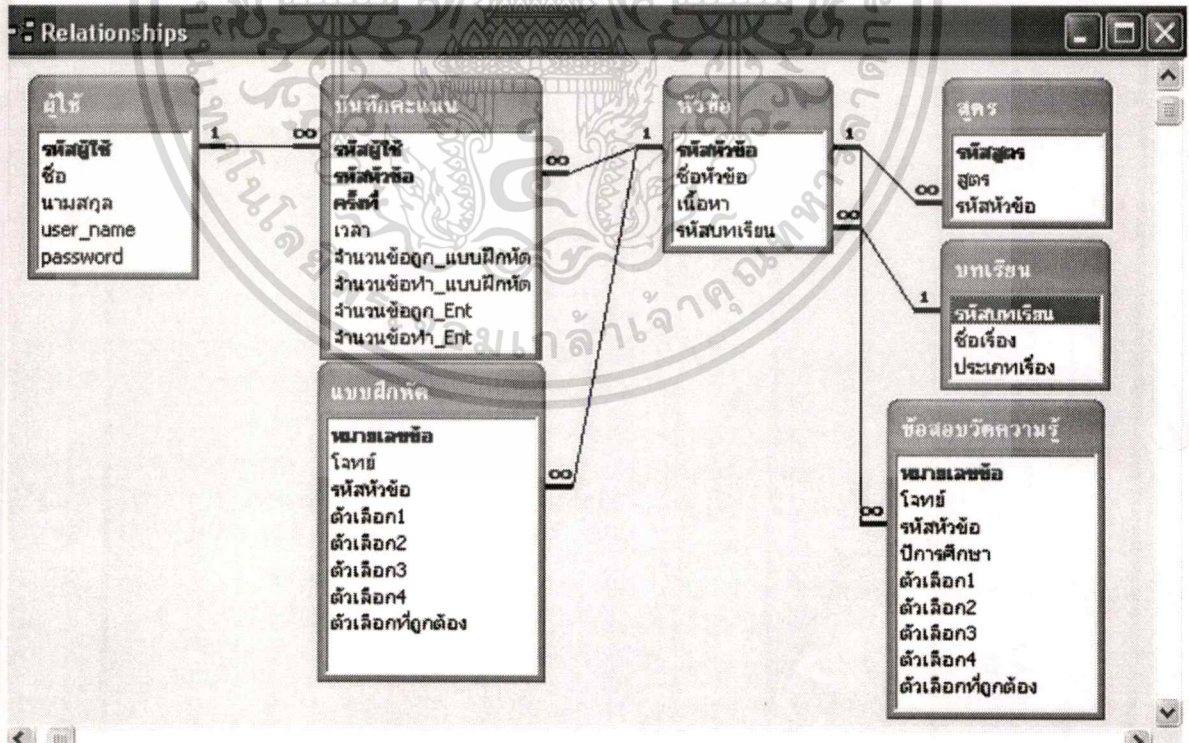 Relationships
ผู้ใช้
รหัสผู้ใช้
ชื่อ
นามสกุล
user_name
password
1
∞
บันทึกคะแนน
รหัสผู้ใช้
รหัสหัวข้อ
ครั้งที่
เวลา
จำนวนข้อถูก_แบบฝึกหัด
จำนวนข้อทำ_แบบฝึกหัด
จำนวนข้อถูก_Ent
จำนวนข้อทำ_Ent
∞
1
แบบฝึกหัด
หมายเลขข้อ
โจทย์
รหัสหัวข้อ
ตัวเลือก1
ตัวเลือก2
ตัวเลือก3
ตัวเลือก4
ตัวเลือกที่ถูกต้อง
∞
หัวข้อ
รหัสหัวข้อ
ชื่อหัวข้อ
เนื้อหา
รหัสบทเรียน
1
∞
สูตร
รหัสสูตร
สูตร
รหัสหัวข้อ
∞
บทเรียน
รหัสบทเรียน
ชื่อเรื่อง
ประเภทเรื่อง
1
ข้อสอบวัดความรู้
หมายเลขข้อ
โจทย์
รหัสหัวข้อ
ปีการศึกษา
ตัวเลือก1
ตัวเลือก2
ตัวเลือก3
ตัวเลือก4
ตัวเลือกที่ถูกต้อง
∞